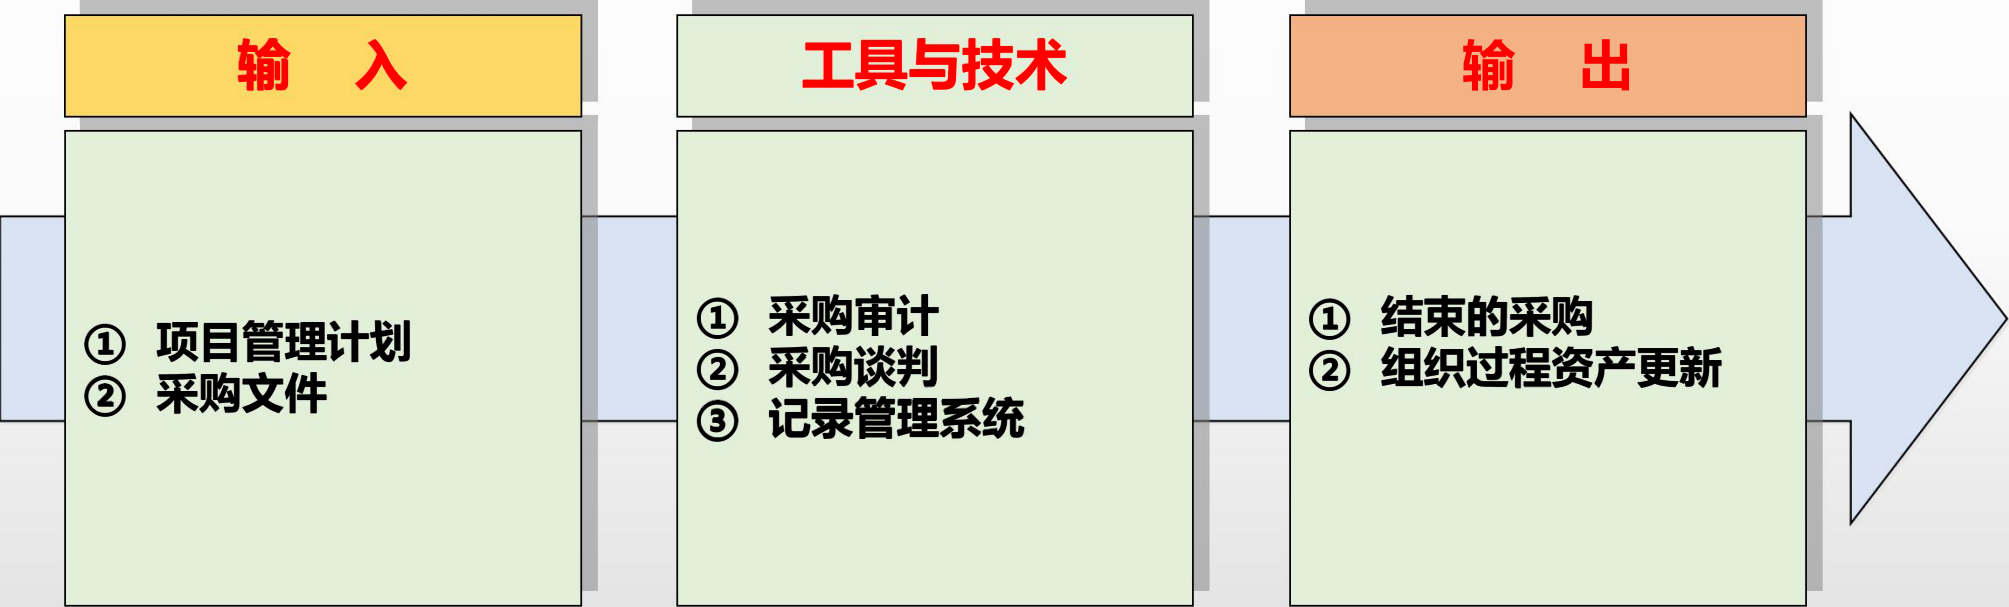 输 入
① 项目管理计划
② 采购文件
工具与技术
① 采购审计
② 采购谈判
③ 记录管理系统
输 出
① 结束的采购
② 组织过程资产更新